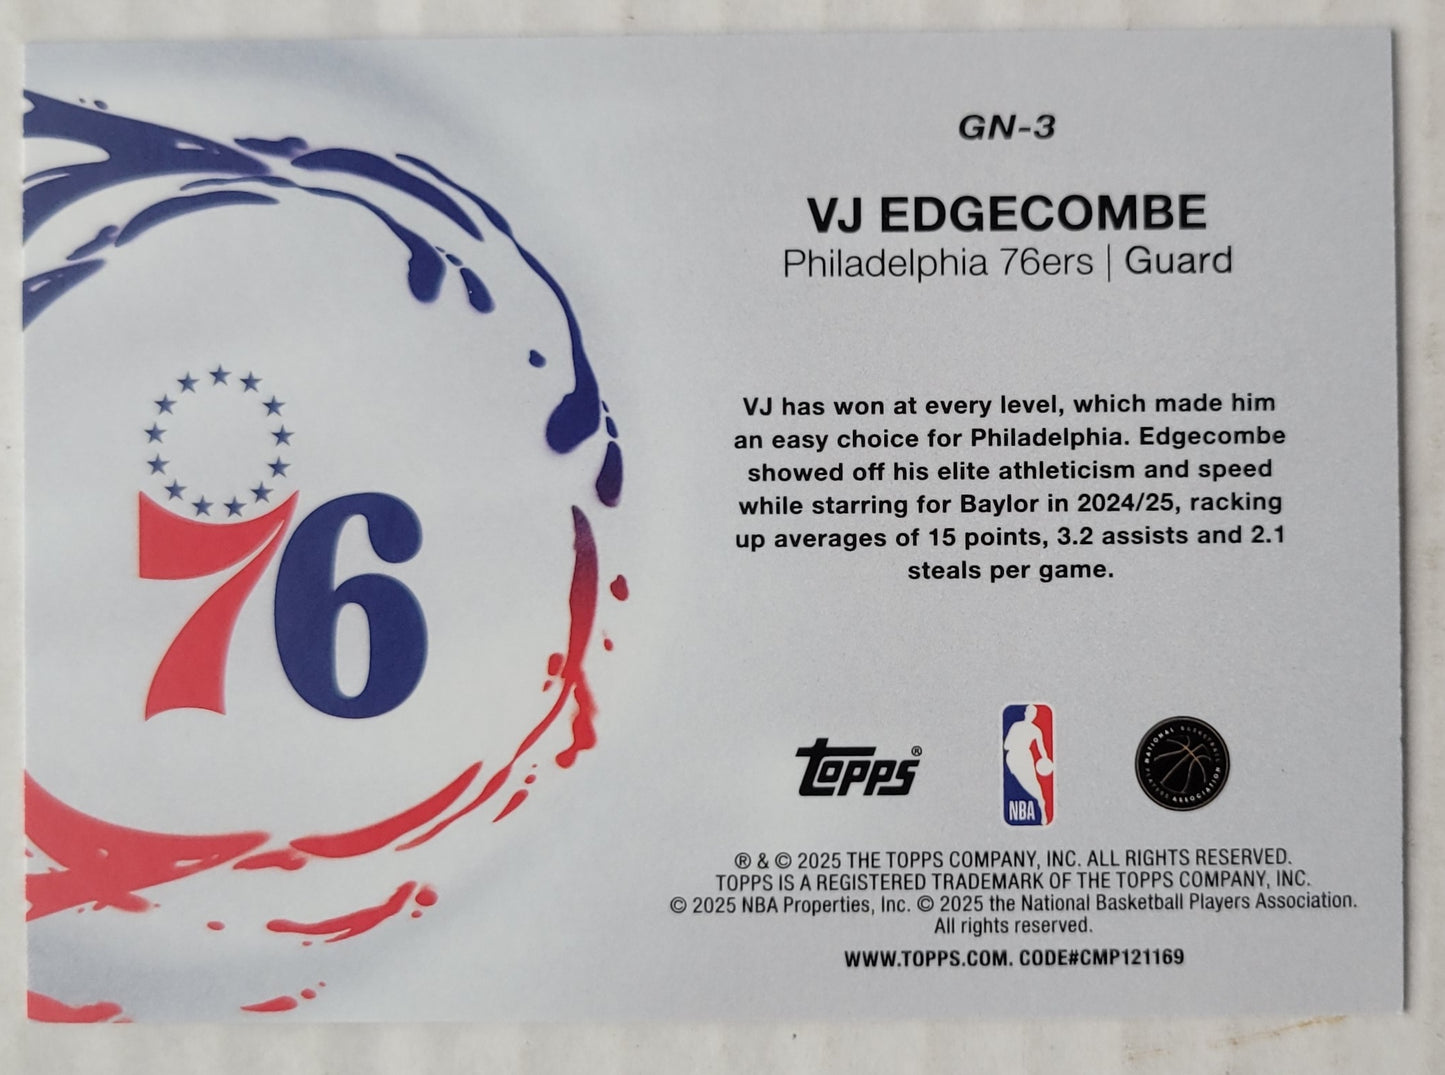 GN-3
VJ EDGECOMBE
Philadelphia 76ers | Guard
VJ has won at every level, which made him
an easy choice for Philadelphia. Edgecombe
showed off his elite athleticism and speed
while starring for Baylor in 2024/25, racking
up averages of 15 points, 3.2 assists and 2.1
steals per game.
76
Topps®
NBA
NATIONAL BASKETBALL PLAYERS ASSOCIATION
® & © 2025 THE TOPPS COMPANY, INC. ALL RIGHTS RESERVED.
TOPPS IS A REGISTERED TRADEMARK OF THE TOPPS COMPANY, INC.
© 2025 NBA Properties, Inc. © 2025 the National Basketball Players Association.
All rights reserved.
WWW.TOPPS.COM. CODE#CMP121169